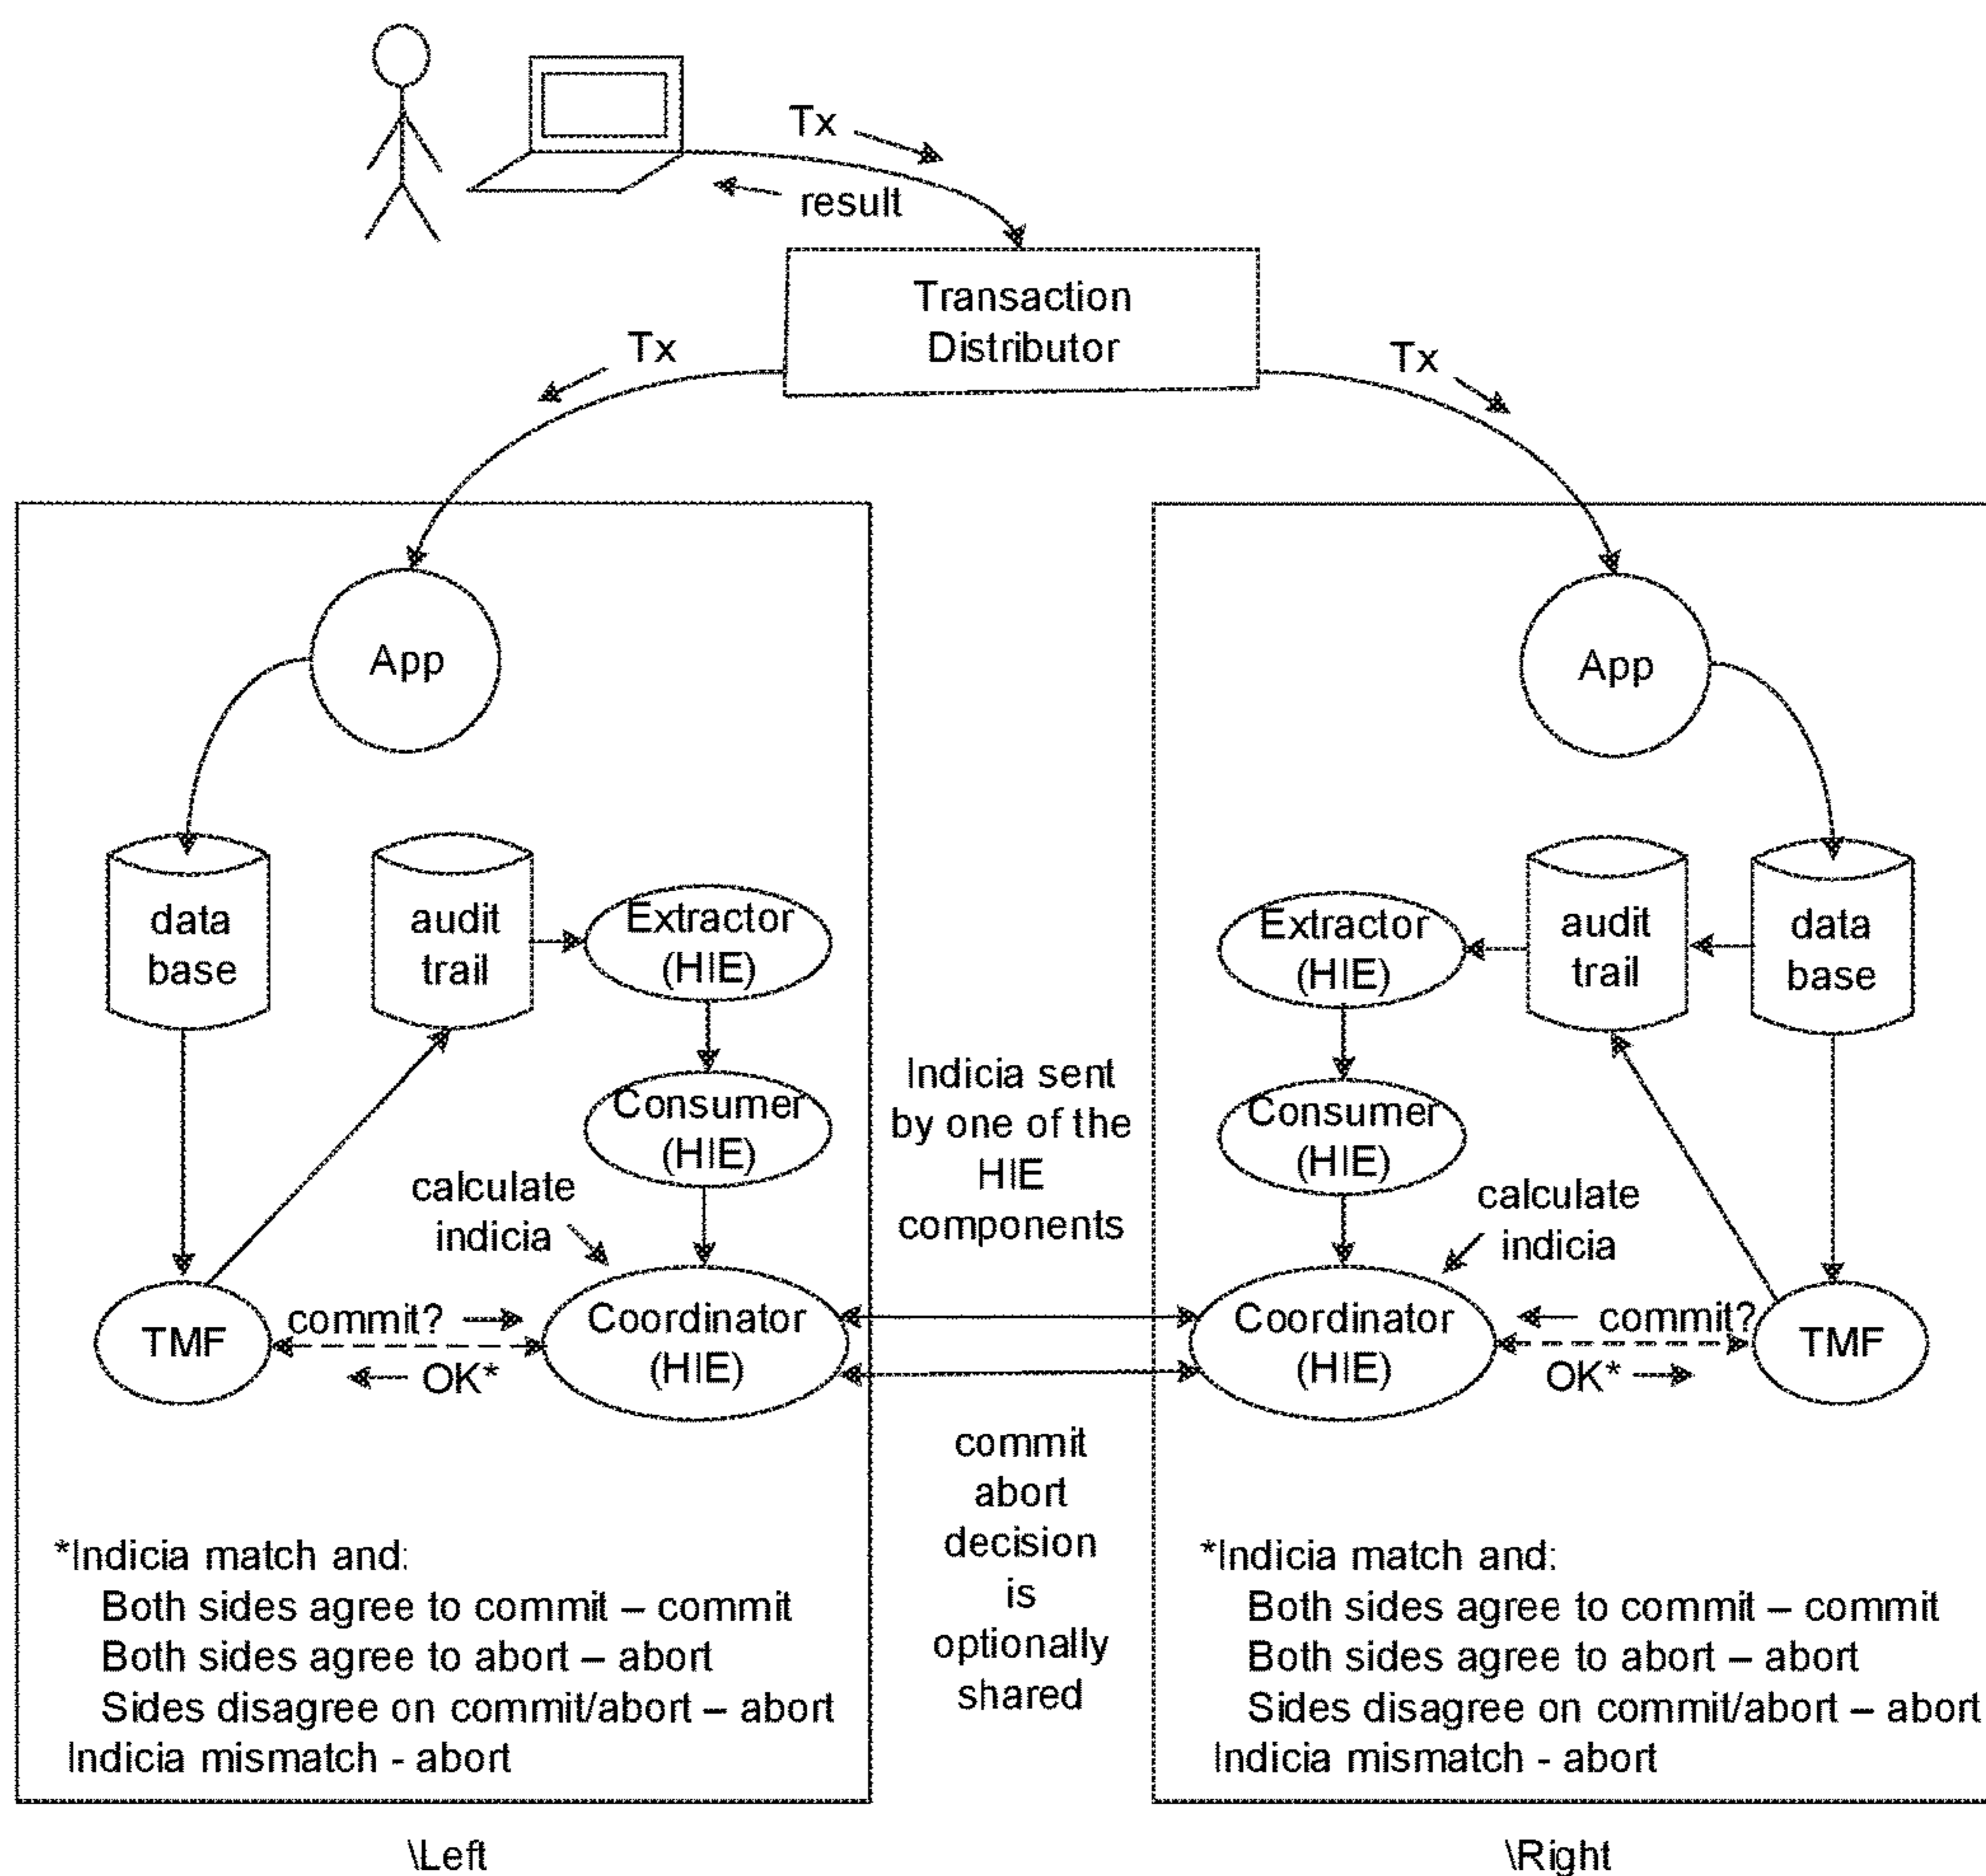 Tx
result
Transaction
Distributor
Tx
Tx
App
data
base
audit
trail
Extractor
(HIE)
Consumer
(HIE)
calculate
indicia
TMF
commit?
OK*
Coordinator
(HIE)
*Indicia match and:
Both sides agree to commit – commit
Both sides agree to abort – abort
Sides disagree on commit/abort – abort
Indicia mismatch - abort
\Left
Indicia sent
by one of the
HIE
components
commit
abort
decision
is
optionally
shared
App
Extractor
(HIE)
audit
trail
data
base
Consumer
(HIE)
calculate
indicia
Coordinator
(HIE)
commit?
OK*
TMF
*Indicia match and:
Both sides agree to commit – commit
Both sides agree to abort – abort
Sides disagree on commit/abort – abort
Indicia mismatch - abort
\Right